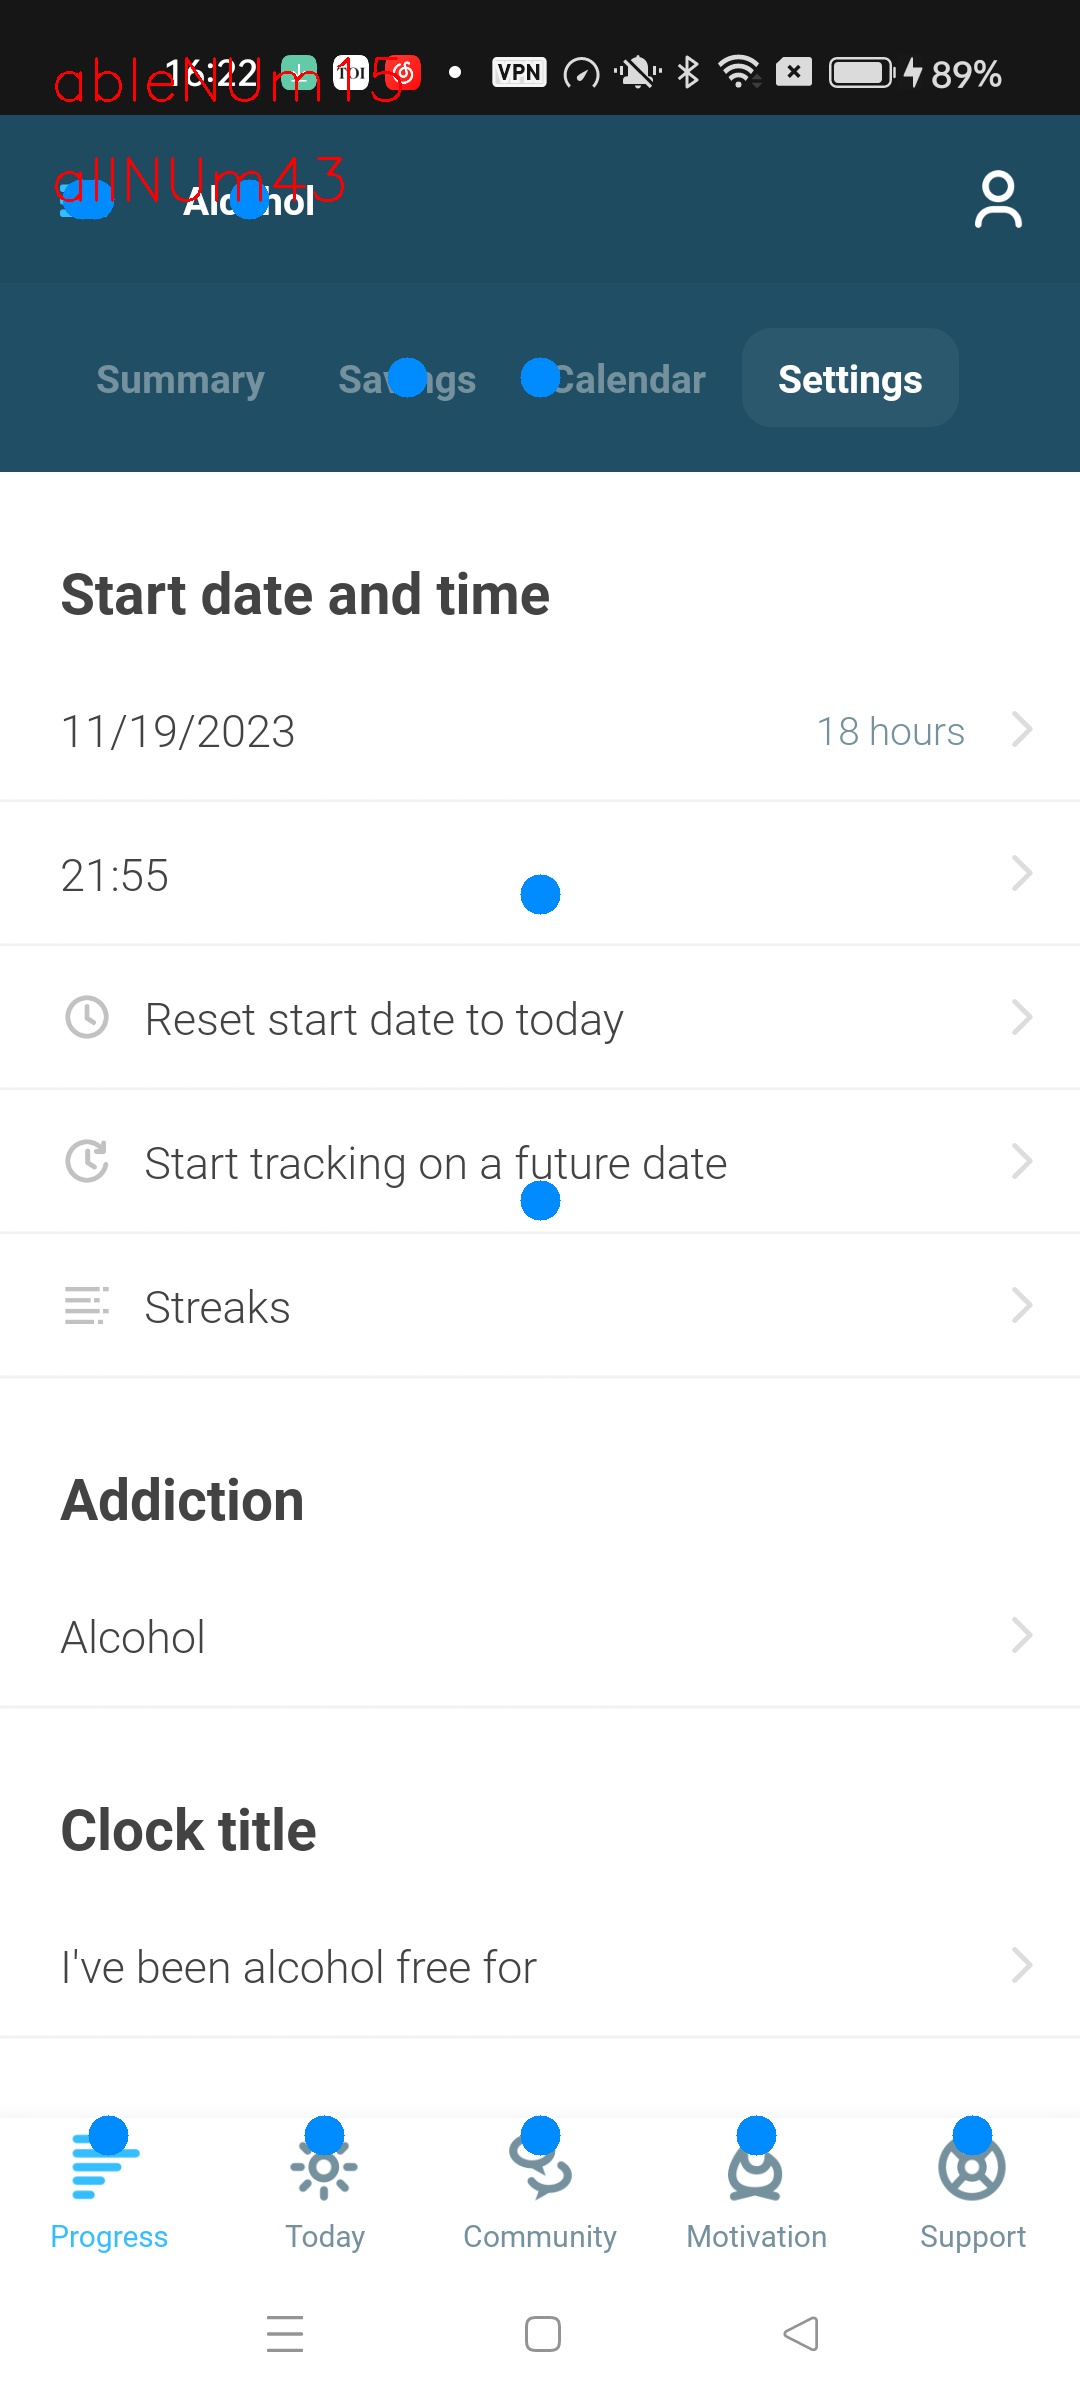 ableNUm15
16:22 TOI VPN 89%
allNUm43
Alcohol
Summary Savings Calendar Settings
Start date and time
11/19/2023 18 hours
21:55
Reset start date to today
Start tracking on a future date
Streaks
Addiction
Alcohol
Clock title
I've been alcohol free for
Progress Today Community Motivation Support